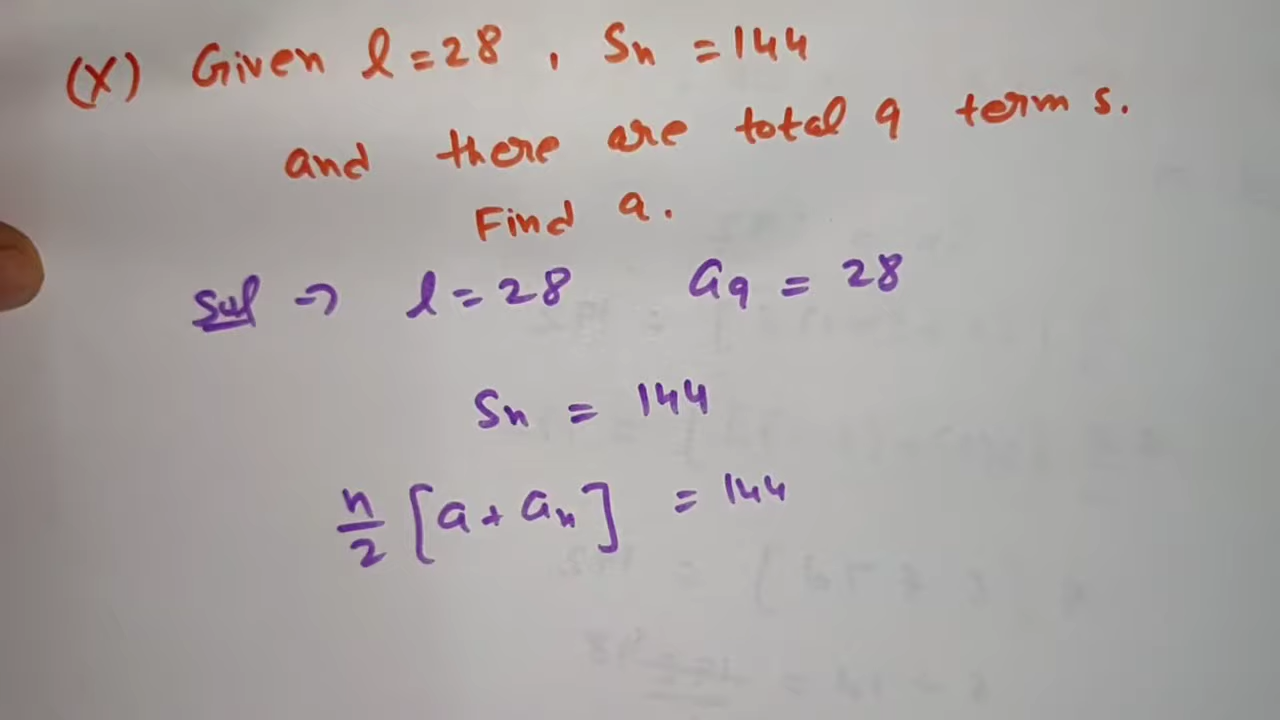 (X) Given l = 28 , Sn = 144
and there are total 9 terms.
Find a.
Sol → l = 28 a9 = 28
Sn = 144
n/2 [a + an] = 144